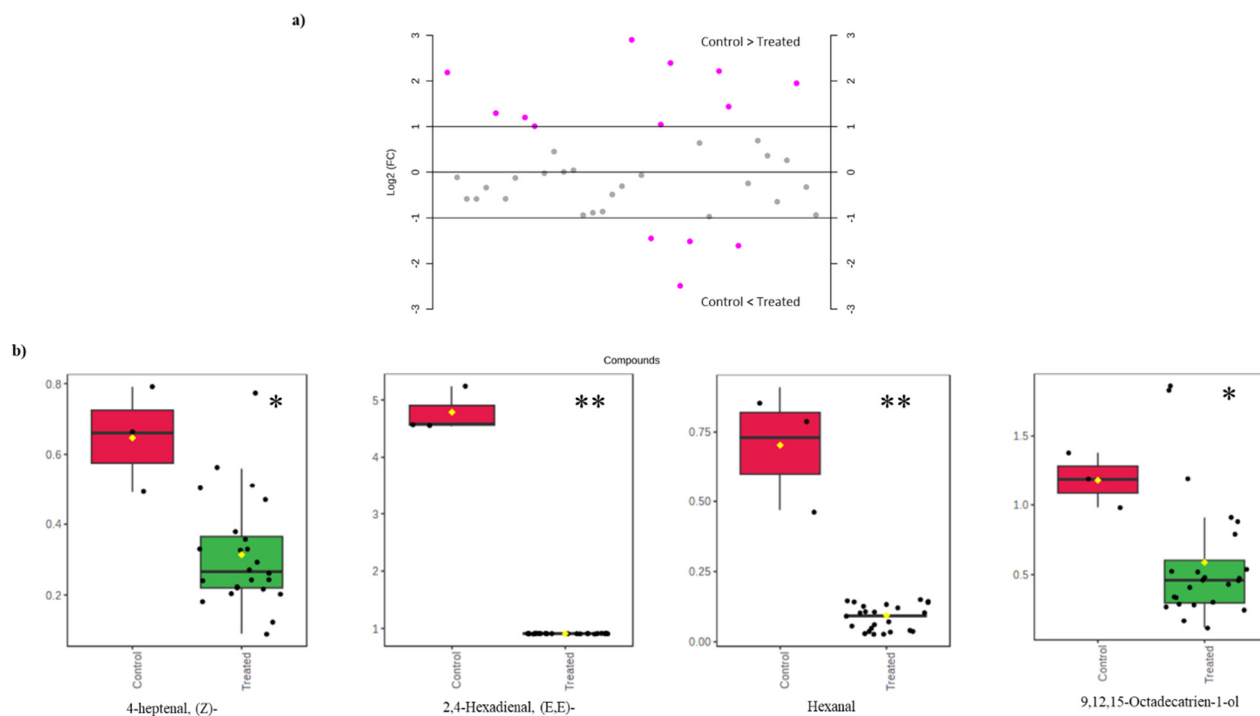 a)
3
2
1
0
-1
-2
-3
Log2 (FC)
Control > Treated
Control < Treated
3
2
1
0
-1
-2
-3
Compounds
b)
0.8
0.6
0.4
0.2
*
Control
Treated
4-heptenal, (Z)-
5
4
3
2
1
**
Control
Treated
2,4-Hexadienal, (E,E)-
0.75
0.50
0.25
0.00
**
Control
Treated
Hexanal
1.5
1.0
0.5
*
Control
Treated
9,12,15-Octadecatrien-1-ol